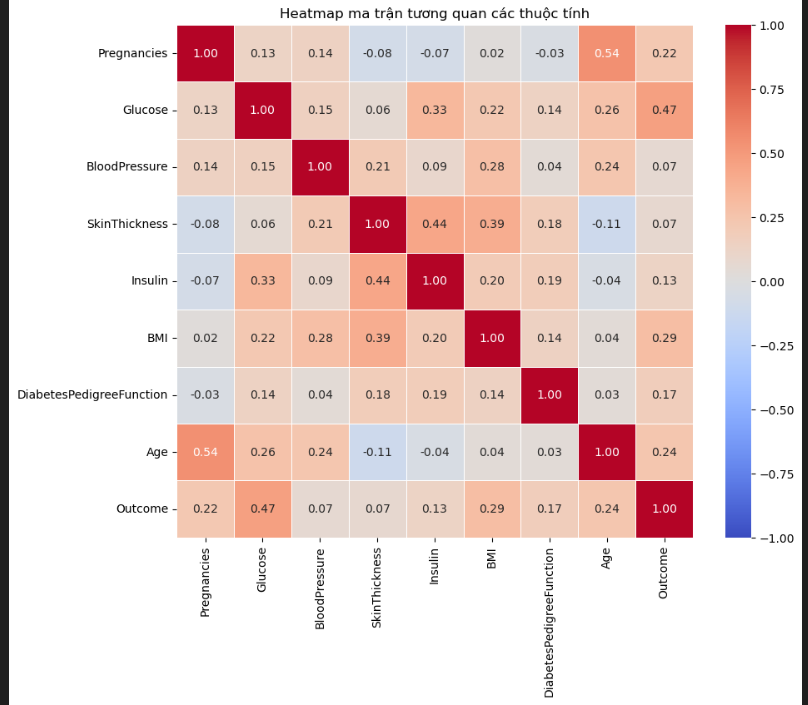 Heatmap ma trận tương quan các thuộc tính
Pregnancies 1.00 0.13 0.14 -0.08 -0.07 0.02 -0.03 0.54 0.22
Glucose 0.13 1.00 0.15 0.06 0.33 0.22 0.14 0.26 0.47
BloodPressure 0.14 0.15 1.00 0.21 0.09 0.28 0.04 0.24 0.07
SkinThickness -0.08 0.06 0.21 1.00 0.44 0.39 0.18 -0.11 0.07
Insulin -0.07 0.33 0.09 0.44 1.00 0.20 0.19 -0.04 0.13
BMI 0.02 0.22 0.28 0.39 0.20 1.00 0.14 0.04 0.29
DiabetesPedigreeFunction -0.03 0.14 0.04 0.18 0.19 0.14 1.00 0.03 0.17
Age 0.54 0.26 0.24 -0.11 -0.04 0.04 0.03 1.00 0.24
Outcome 0.22 0.47 0.07 0.07 0.13 0.29 0.17 0.24 1.00
Pregnancies
Glucose
BloodPressure
SkinThickness
Insulin
BMI
DiabetesPedigreeFunction
Age
Outcome
1.00
0.75
0.50
0.25
0.00
−0.25
−0.50
−0.75
−1.00